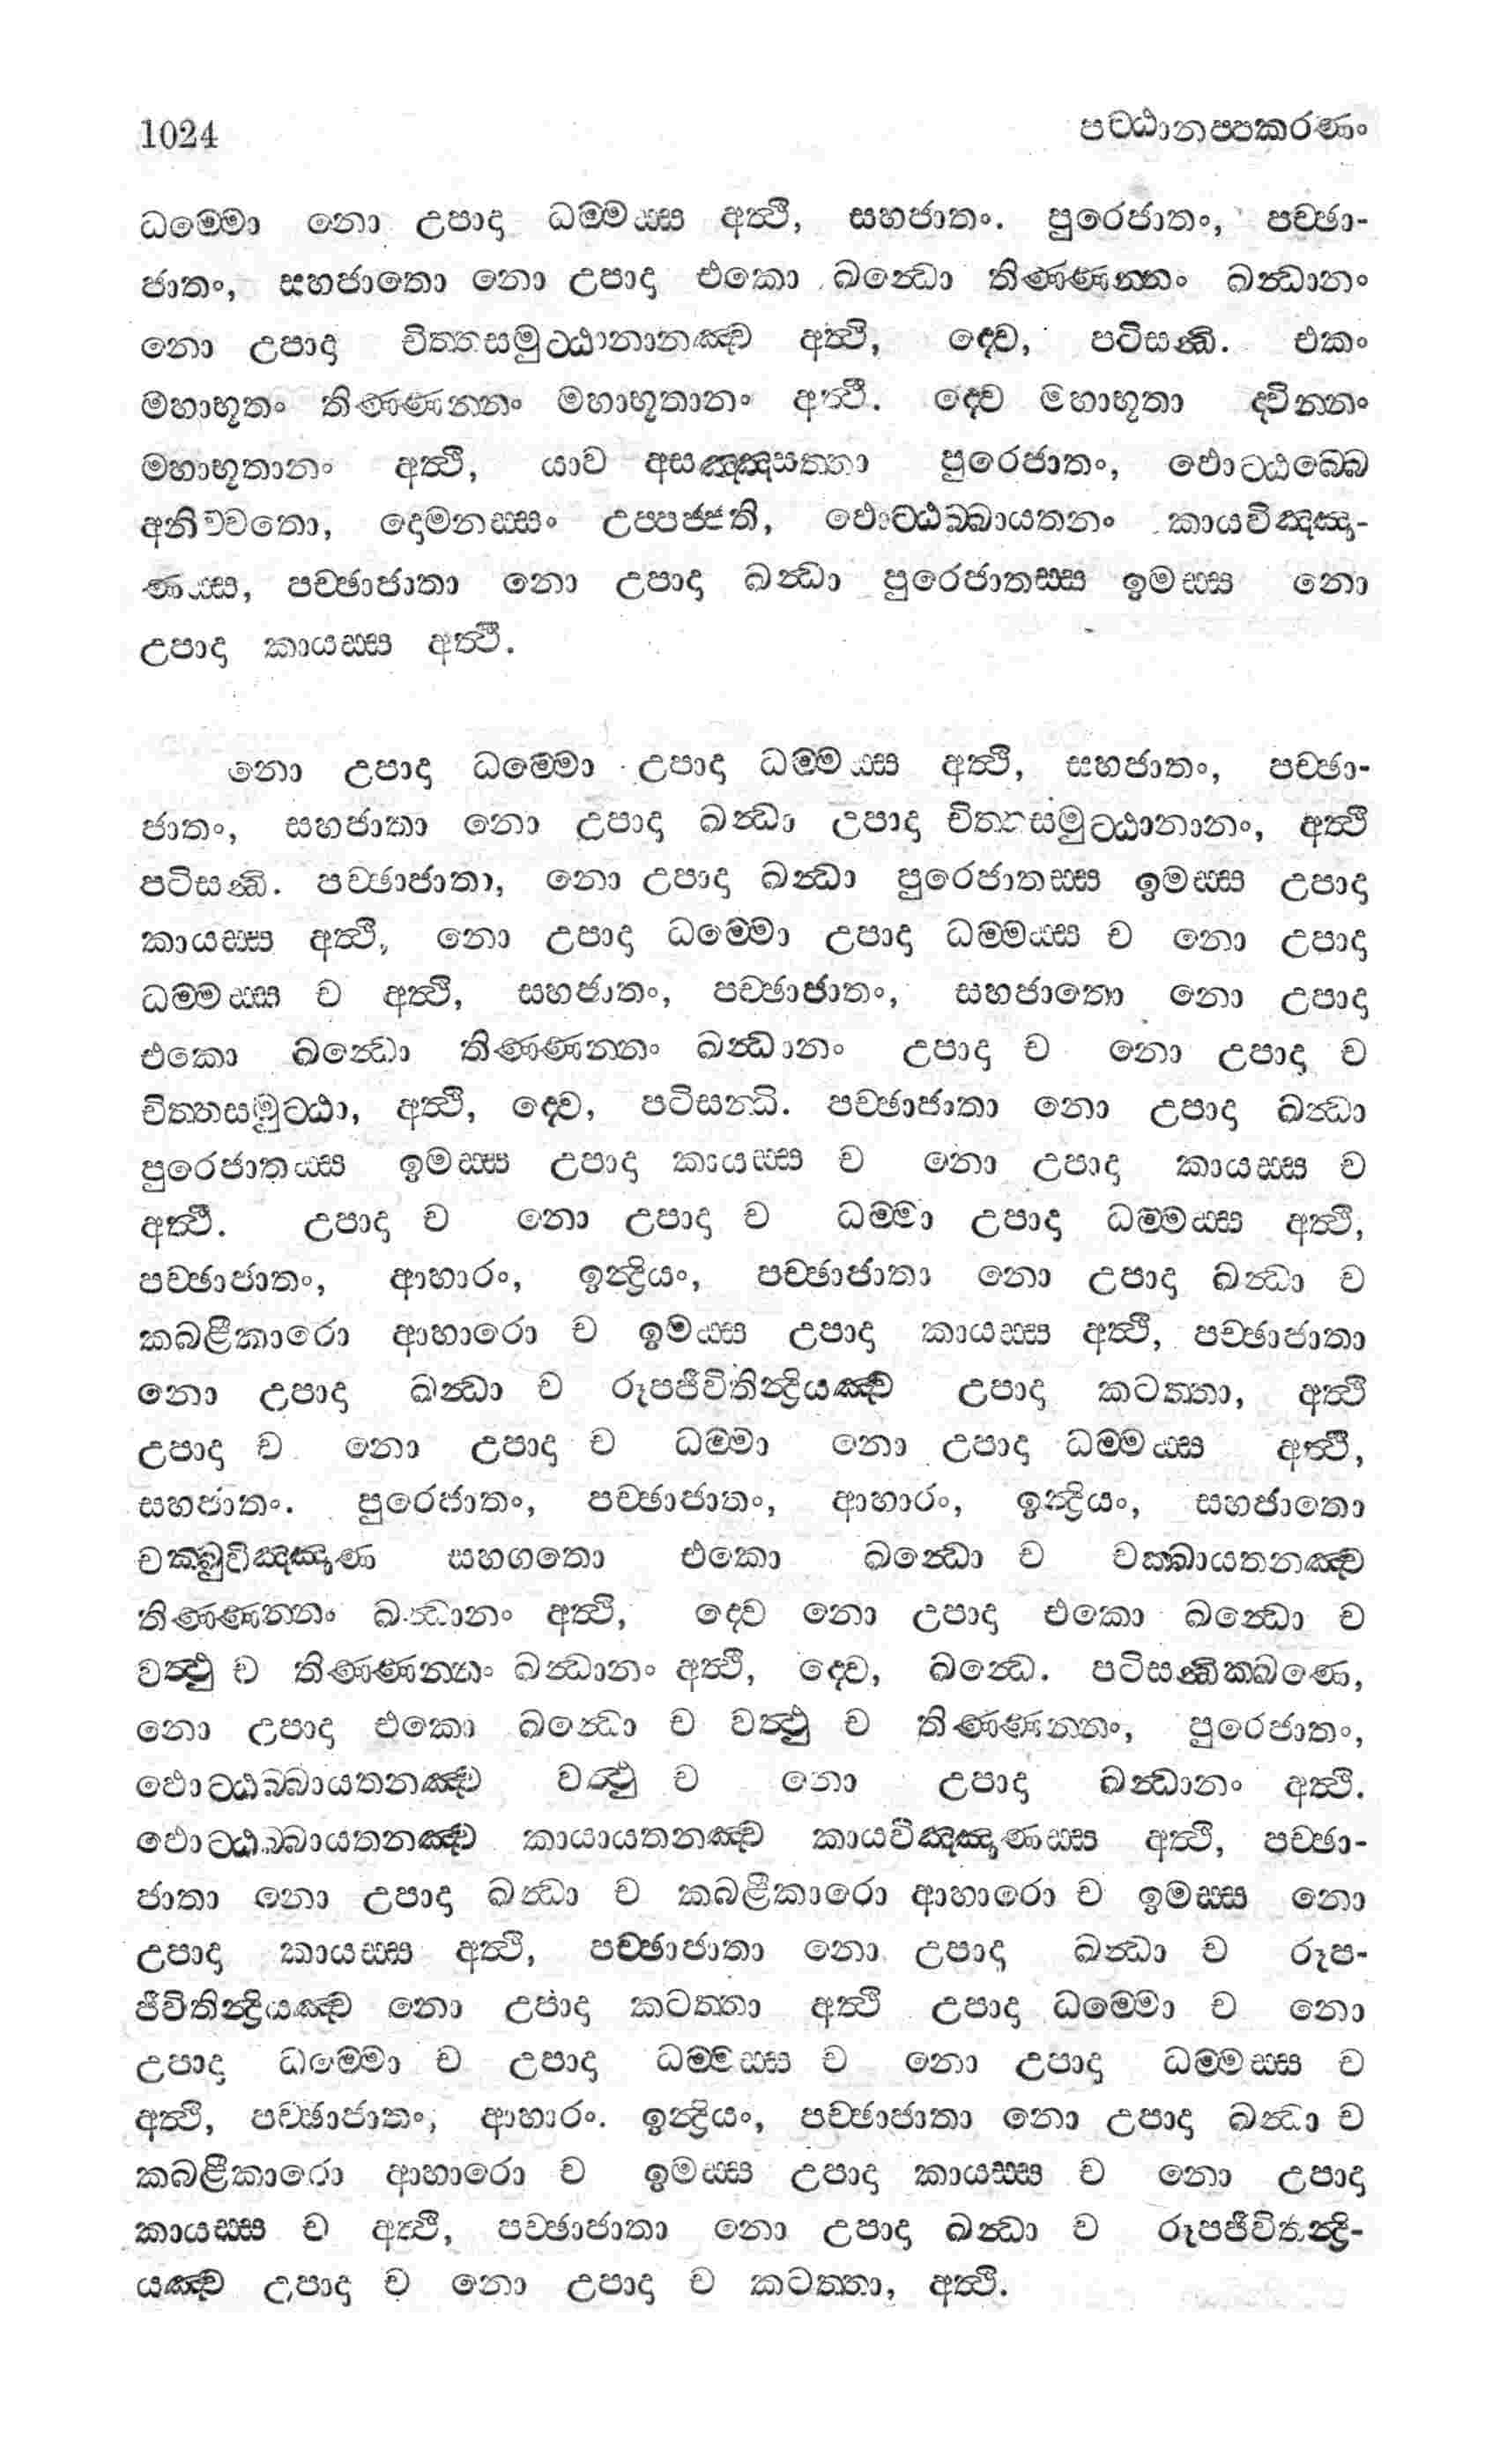 1024 පට්ඨානප්පකරණං
ධම්මො නො උපාදා ධම්මස්ස අත්ථි, සහජාතං. පුරෙජාතං, පච්ඡා-
ජාතං, සහජාතො නො උපාදා එකො ඛන්ධො තිණ්ණන්නං ඛන්ධානං
නො උපාදා චිත්තසමුට්ඨානානඤ්ච අත්ථි, ද්වෙ, පටිසන්ධි. එකං
මහාභූතං තිණ්ණන්නං මහාභූතානං අත්ථි. ද්වෙ මහාභූතා ද්වින්නං
මහාභූතානං අත්ථි, යාව අසඤ්ඤසත්තා පුරෙජාතං, ඵොට්ඨබ්බෙ
අනිච්චතො, දොමනස්සං උප්පජ්ජති, ඵොට්ඨබ්බායතනං කායවිඤ්ඤා-
ණස්ස, පච්ඡාජාතා නො උපාදා ඛන්ධා පුරෙජාතස්ස ඉමස්ස නො
උපාදා කායස්ස අත්ථි.
නො උපාදා ධම්මො උපාදා ධම්මස්ස අත්ථි, සහජාතං, පච්ඡා-
ජාතං, සහජාතා නො උපාදා ඛන්ධා උපාදා චිත්තසමුට්ඨානානං, අත්ථි
පටිසන්ධි. පච්ඡාජාතා, නො උපාදා ඛන්ධා පුරෙජාතස්ස ඉමස්ස උපාදා
කායස්ස අත්ථි, නො උපාදා ධම්මො උපාදා ධම්මස්ස ච නො උපාදා
ධම්මස්ස ච අත්ථි, සහජාතං, පච්ඡාජාතං, සහජාතො නො උපාදා
එකො ඛන්ධො තිණ්ණන්නං ඛන්ධානං උපාදා ච නො උපාදා ච
චිත්තසමුට්ඨා, අත්ථි, ද්වෙ, පටිසන්ධි. පච්ඡාජාතා නො උපාදා ඛන්ධා
පුරෙජාතස්ස ඉමස්ස උපාදා කායස්ස ච නො උපාදා කායස්ස ච
අත්ථි. උපාදා ච නො උපාදා ච ධම්මා උපාදා ධම්මස්ස අත්ථි,
පච්ඡාජාතං, ආහාරං, ඉන්ද්‍රියං, පච්ඡාජාතා නො උපාදා ඛන්ධා ච
කබළීකාරො ආහාරො ච ඉමස්ස උපාදා කායස්ස අත්ථි, පච්ඡාජාතා
නො උපාදා ඛන්ධා ච රූපජීවිතින්ද්‍රියඤ්ච උපාදා කටත්තා, අත්ථි
උපාදා ච නො උපාදා ච ධම්මා නො උපාදා ධම්මස්ස අත්ථි,
සහජාතං. පුරෙජාතං, පච්ඡාජාතං, ආහාරං, ඉන්ද්‍රියං, සහජාතො
චක්ඛුවිඤ්ඤාණ සහගතො එකො ඛන්ධො ච චක්ඛායතනඤ්ච
තිණ්ණන්නං ඛන්ධානං අත්ථි, ද්වෙ නො උපාදා එකො ඛන්ධො ච
වත්ථු ච තිණ්ණන්නං ඛන්ධානං අත්ථි, ද්වෙ, ඛන්ධෙ. පටිසන්ධික්ඛණෙ,
නො උපාදා එකො ඛන්ධො ච වත්ථු ච තිණ්ණන්නං, පුරෙජාතං,
ඵොට්ඨබ්බායතනඤ්ච වත්ථු ච නො උපාදා ඛන්ධානං අත්ථි.
ඵොට්ඨබ්බායතනඤ්ච කායායතනඤ්ච කායවිඤ්ඤාණස්ස අත්ථි, පච්ඡා-
ජාතා නො උපාදා ඛන්ධා ච කබළීකාරො ආහාරො ච ඉමස්ස නො
උපාදා කායස්ස අත්ථි, පච්ඡාජාතා නො උපාදා ඛන්ධා ච රූප-
ජීවිතින්ද්‍රියඤ්ච නො උපාදා කටත්තා අත්ථි උපාදා ධම්මො ච නො
උපාදා ධම්මො ච උපාදා ධම්මස්ස ච නො උපාදා ධම්මස්ස ච
අත්ථි, පච්ඡාජාතං, ආහාරං. ඉන්ද්‍රියං, පච්ඡාජාතා නො උපාදා ඛන්ධා ච
කබළීකාරො ආහාරො ච ඉමස්ස උපාදා කායස්ස ච නො උපාදා
කායස්ස ච අත්ථි, පච්ඡාජාතා නො උපාදා ඛන්ධා ච රූපජීවිතින්ද්‍රි-
යඤ්ච උපාදා ච නො උපාදා ච කටත්තා, අත්ථි.